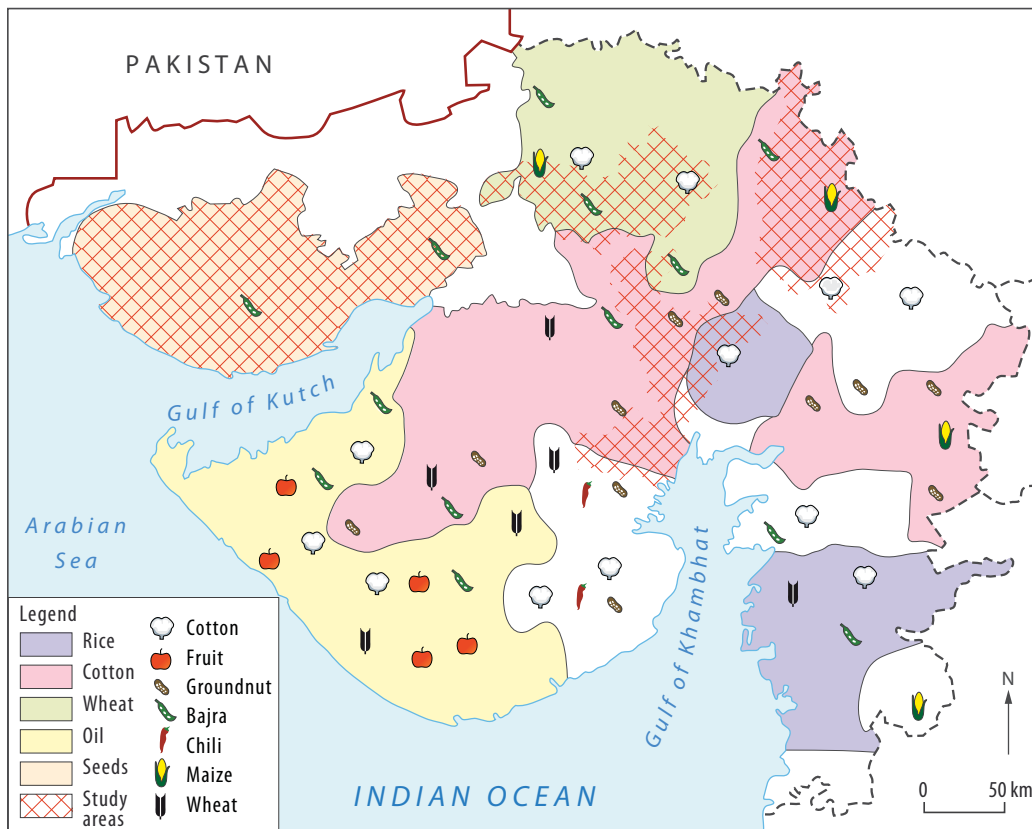 PAKISTAN
Gulf of Kutch
Arabian
Sea
Gulf of Khambhat
INDIAN OCEAN
Legend
Rice
Cotton
Wheat
Oil
Seeds
Study
areas
Cotton
Fruit
Groundnut
Bajra
Chili
Maize
Wheat
N
0 50 km